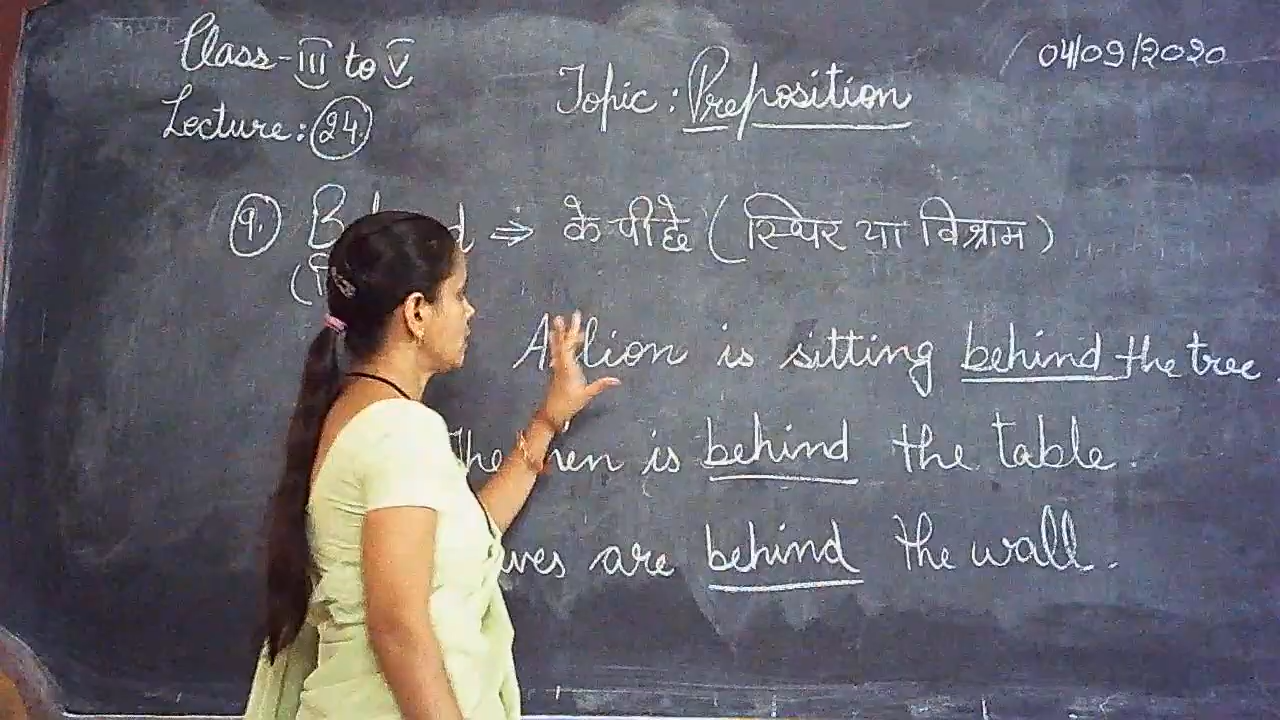 Class-III to V
Lecture: 24.
Topic: Preposition
04/09/2020
9. ⇒ के पीछे ( स्थिर या विश्राम )
A lion is sitting behind the tree.
The is behind the table.
are behind the wall.